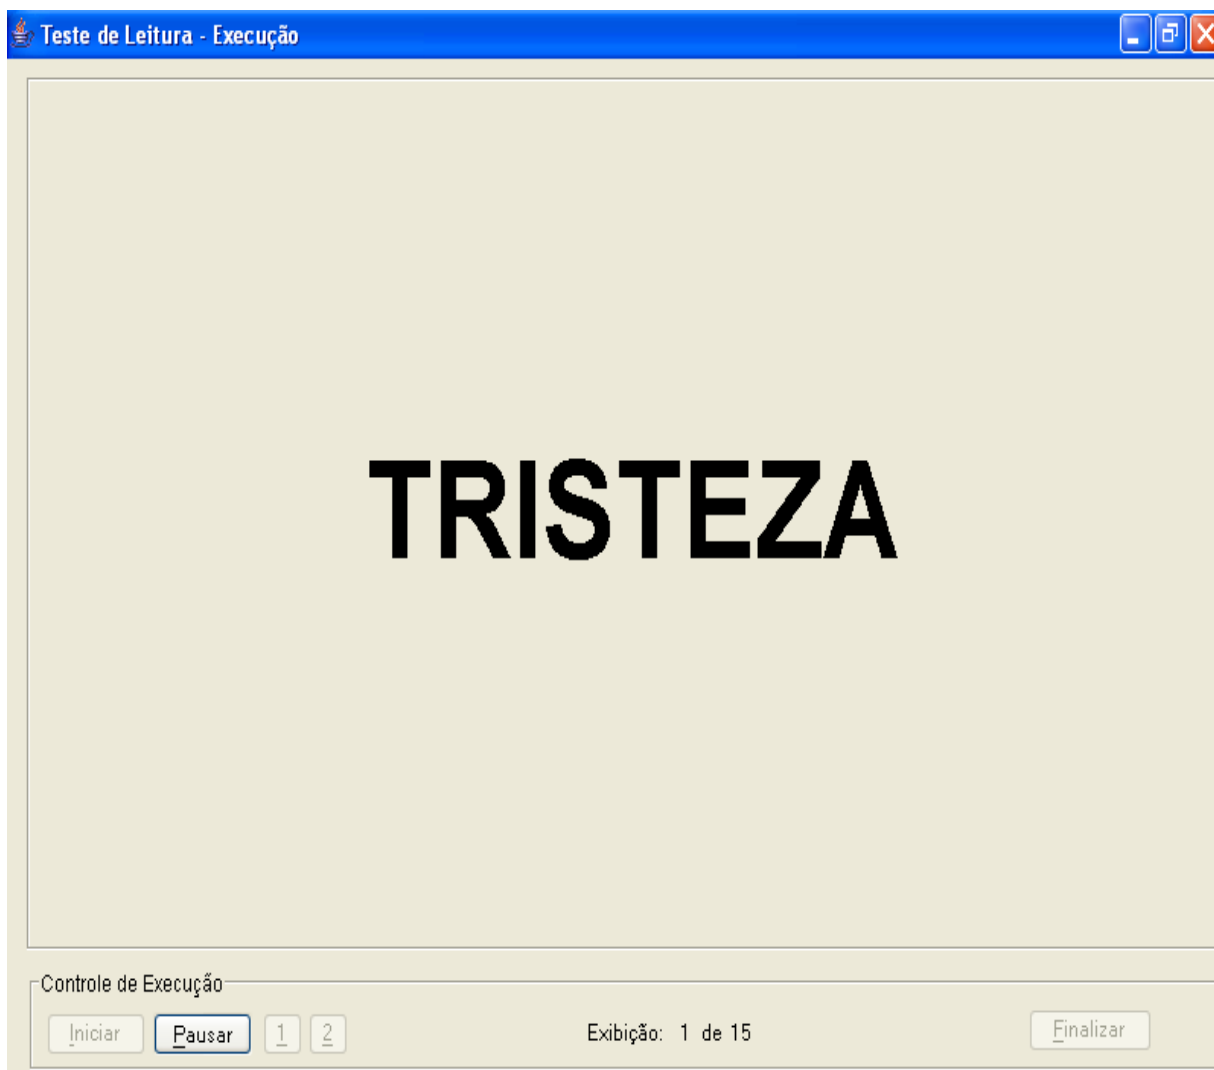 Teste de Leitura - Execução
TRISTEZA
Controle de Execução
Iniciar Pausar 1 2 Exibição: 1 de 15 Finalizar